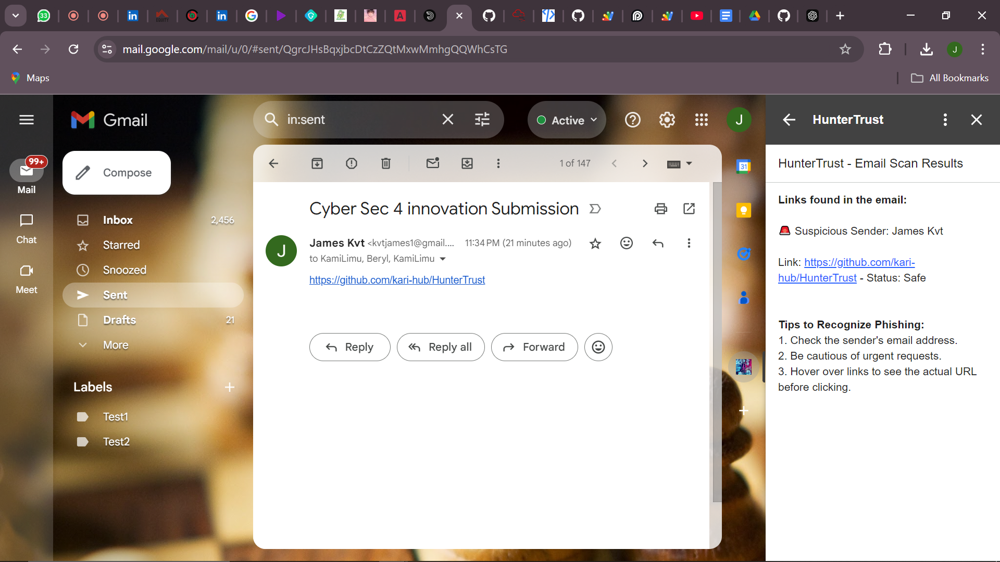 33
EQUITY
mail.google.com/mail/u/0/#sent/QgrcJHsBqxjbcDtCzZQtMxwMmhgQQWhCsTG
J
Maps
All Bookmarks
Gmail
in:sent
Active
J
HunterTrust
99+
Mail
Chat
Meet
Compose
Inbox 2,456
Starred
Snoozed
Sent
Drafts 21
More
Labels
Test1
Test2
1 of 147
Cyber Sec 4 innovation Submission
J
James Kvt <kvtjames1@gmail.... 11:34 PM (21 minutes ago)
to KamiLimu, Beryl, KamiLimu
https://github.com/kari-hub/HunterTrust
Reply
Reply all
Forward
31
HunterTrust - Email Scan Results
Links found in the email:
🚨 Suspicious Sender: James Kvt
Link: https://github.com/kari-
hub/HunterTrust - Status: Safe
Tips to Recognize Phishing:
1. Check the sender's email address.
2. Be cautious of urgent requests.
3. Hover over links to see the actual URL
before clicking.